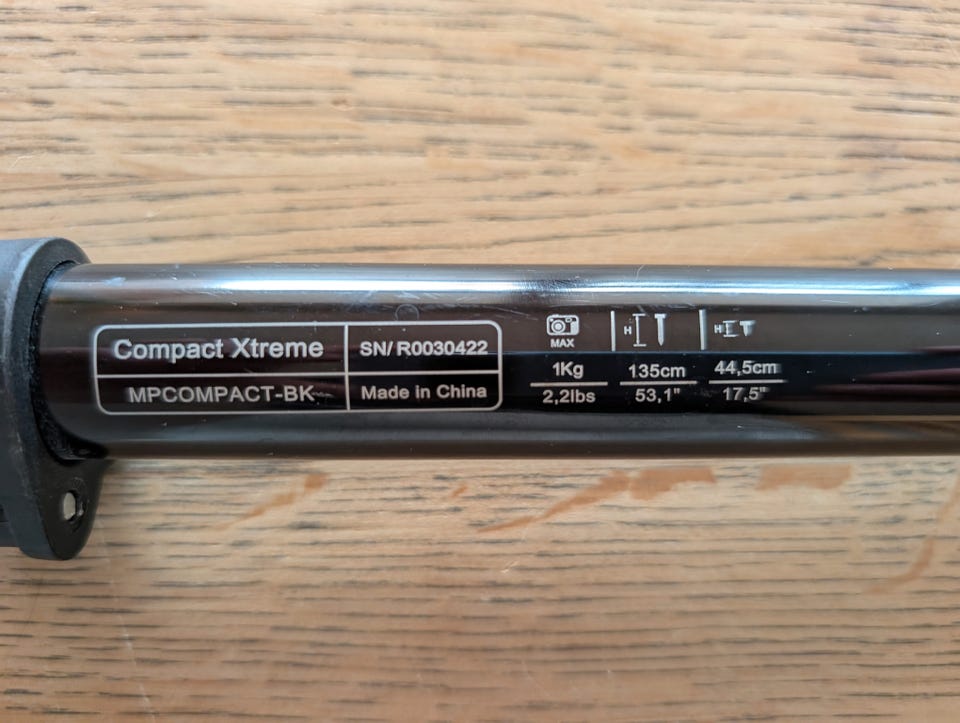 Compact Xtreme
SN/ R0030422
MPCOMPACT-BK
Made in China
MAX
1Kg
2,2lbs
H
135cm
53,1"
H
44,5cm
17,5"